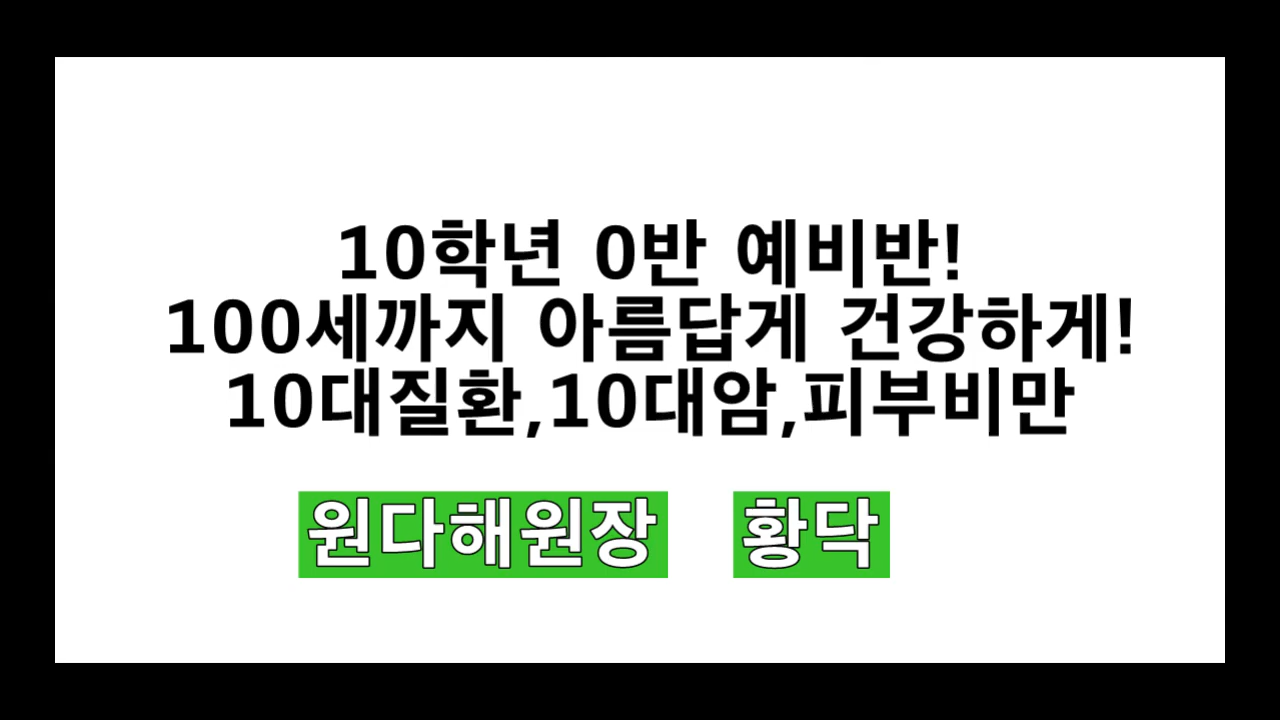 10학년 0반 예비반!
100세까지 아름답게 건강하게!
10대질환,10대암,피부비만
원다해원장 황닥